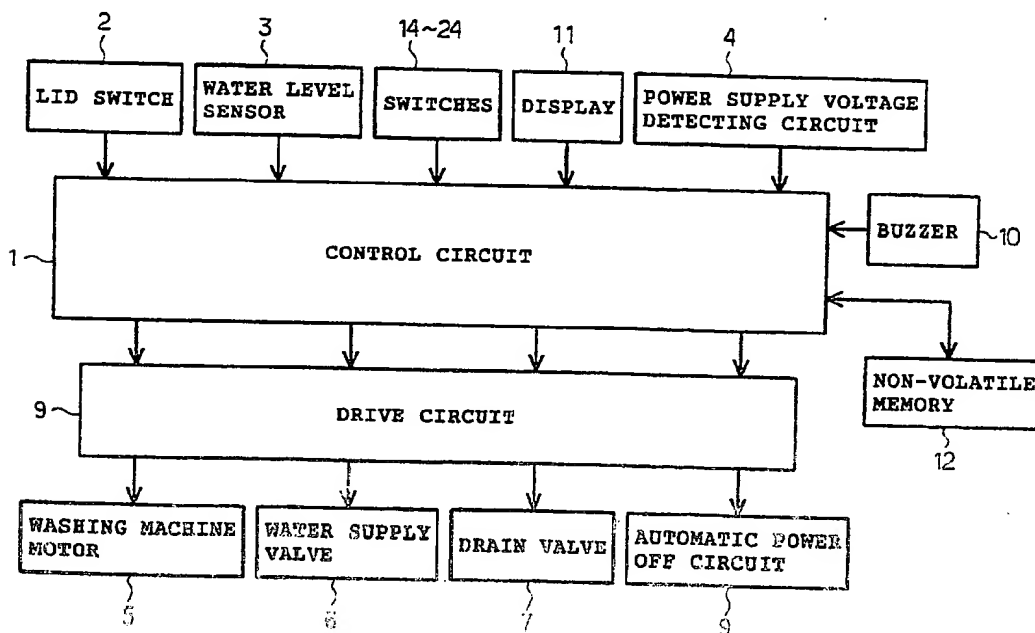 2
3
14~24
11
4
LID SWITCH
WATER LEVEL
SENSOR
SWITCHES
DISPLAY
POWER SUPPLY VOLTAGE
DETECTING CIRCUIT
1
CONTROL CIRCUIT
BUZZER
10
9
DRIVE CIRCUIT
NON-VOLATILE
MEMORY
12
WASHING MACHINE
MOTOR
WATER SUPPLY
VALVE
DRAIN VALVE
AUTOMATIC POWER
OFF CIRCUIT
5
6
7
9